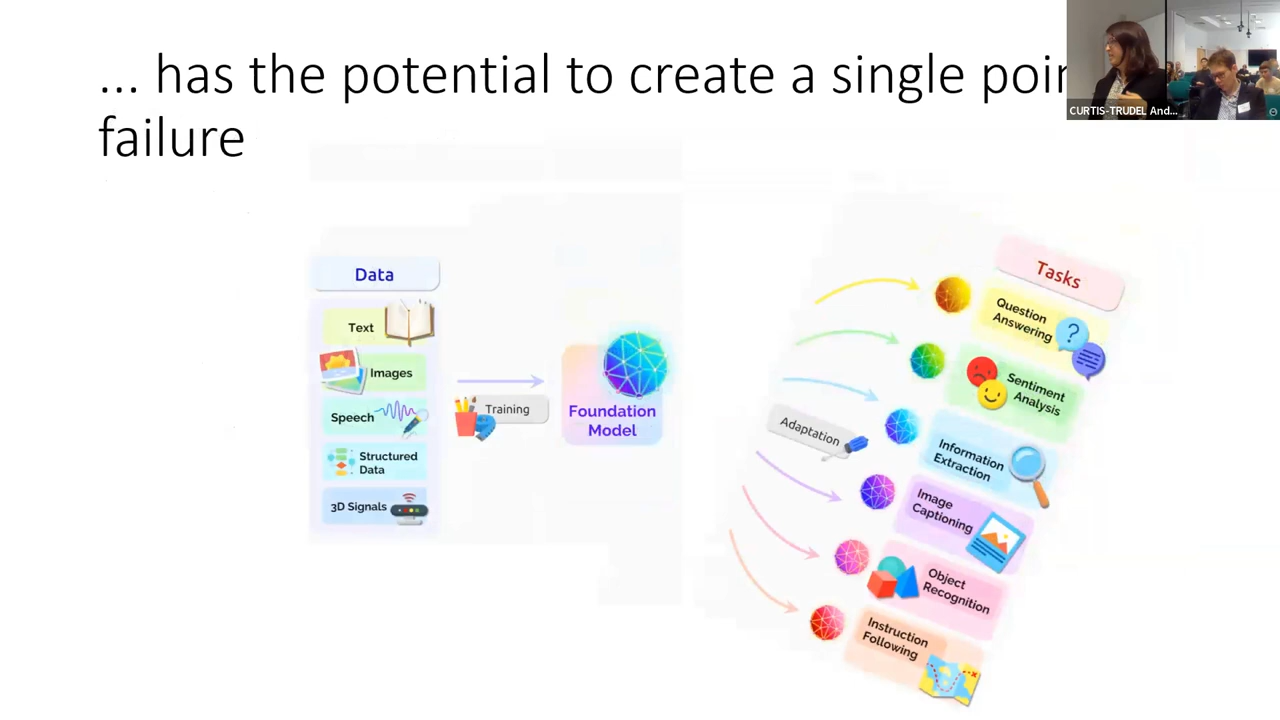 ... has the potential to create a single
failure
CURTIS-TRUDEL And...
Data
Text
Images
Speech
Structured
Data
3D Signals
Training
Foundation
Model
Adaptation
Tasks
Question
Answering
?
Sentiment
Analysis
Information
Extraction
Image
Captioning
Object
Recognition
Instruction
Following